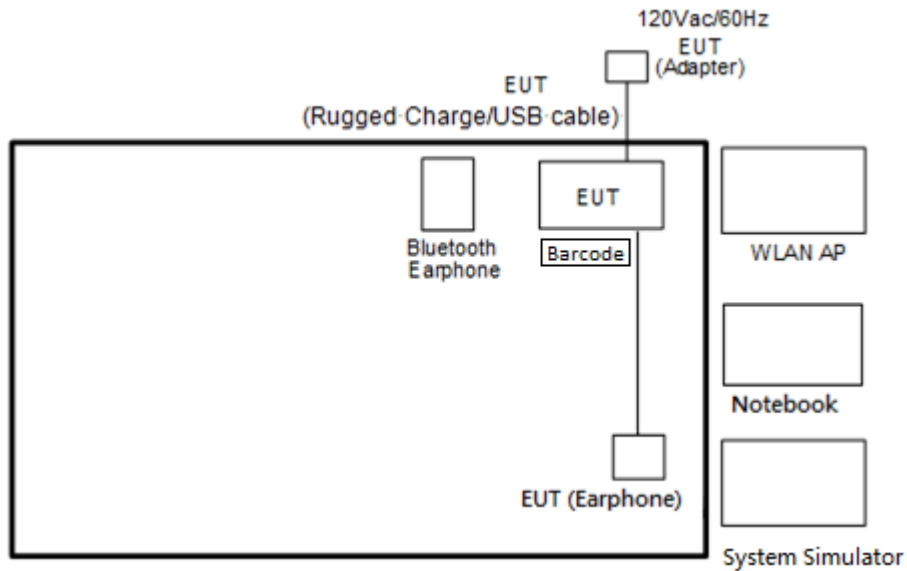 120Vac/60Hz
EUT
(Adapter)
EUT
(Rugged Charge/USB cable)
EUT
Bluetooth
Earphone
Barcode
WLAN AP
Notebook
EUT (Earphone)
System Simulator